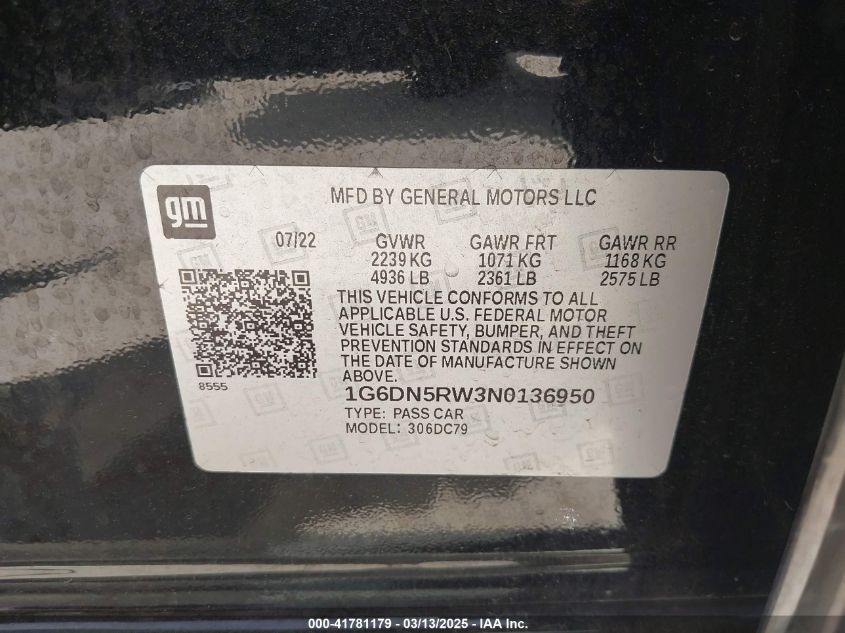 gm
MFD BY GENERAL MOTORS LLC
07/22 GVWR GAWR FRT GAWR RR
2239 KG 1071 KG 1168 KG
4936 LB 2361 LB 2575 LB
THIS VEHICLE CONFORMS TO ALL
APPLICABLE U.S. FEDERAL MOTOR
VEHICLE SAFETY, BUMPER, AND THEFT
PREVENTION STANDARDS IN EFFECT ON
THE DATE OF MANUFACTURE SHOWN
ABOVE.
8555
1G6DN5RW3N0136950
TYPE: PASS CAR
MODEL: 306DC79
000-41781179 — 03/13/2025 — IAA Inc.